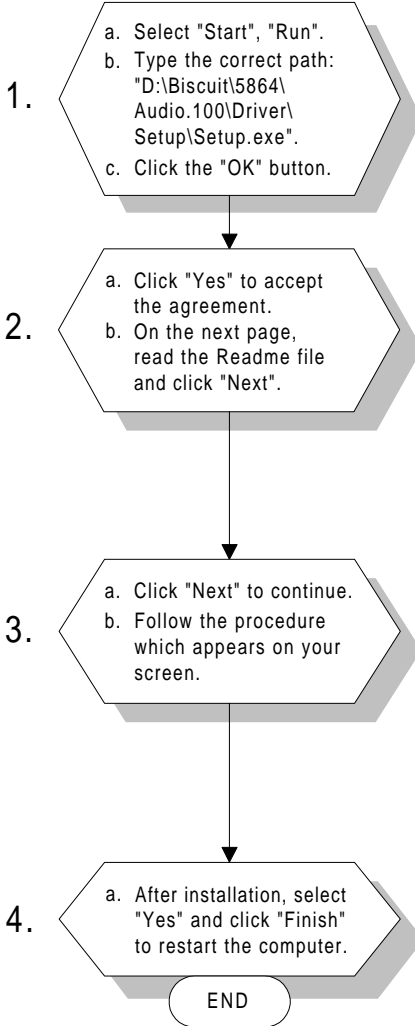 1.
a. Select "Start", "Run".
b. Type the correct path:
"D:\Biscuit\5864\
Audio.100\Driver\
Setup\Setup.exe".
c. Click the "OK" button.
2.
a. Click "Yes" to accept
the agreement.
b. On the next page,
read the Readme file
and click "Next".
3.
a. Click "Next" to continue.
b. Follow the procedure
which appears on your
screen.
4.
a. After installation, select
"Yes" and click "Finish"
to restart the computer.
END